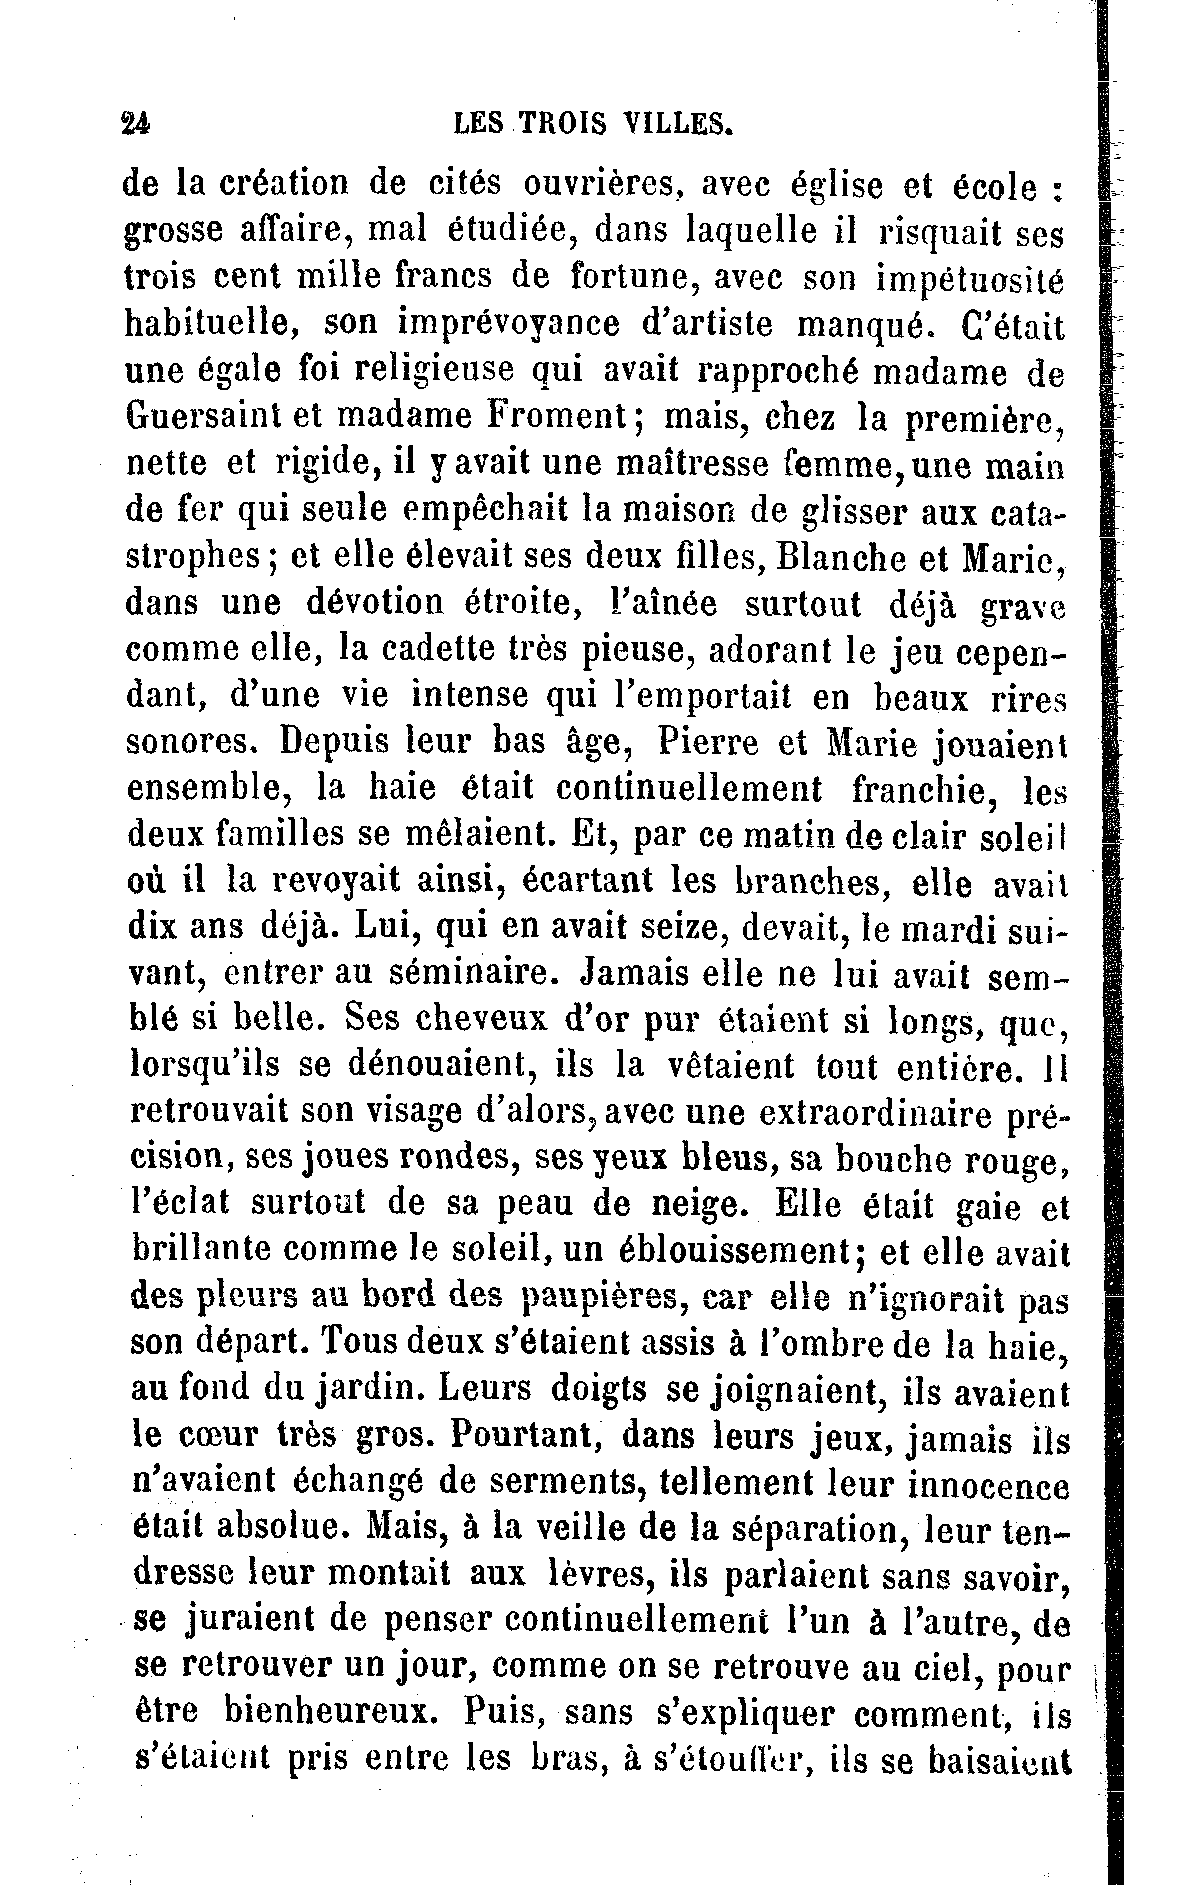 24 LES TROIS VILLES.
de la création de cités ouvrières, avec église et école :
grosse affaire, mal étudiée, dans laquelle il risquait ses
trois cent mille francs de fortune, avec son impétuosité
habituelle, son imprévoyance d'artiste manqué. C'était
une égale foi religieuse qui avait rapproché madame de
Guersaint et madame Froment ; mais, chez la première,
nette et rigide, il y avait une maîtresse femme, une main
de fer qui seule empêchait la maison de glisser aux cata-
strophes ; et elle élevait ses deux filles, Blanche et Marie,
dans une dévotion étroite, l'aînée surtout déjà grave
comme elle, la cadette très pieuse, adorant le jeu cepen-
dant, d'une vie intense qui l'emportait en beaux rires
sonores. Depuis leur bas âge, Pierre et Marie jouaient
ensemble, la haie était continuellement franchie, les
deux familles se mêlaient. Et, par ce matin de clair soleil
où il la revoyait ainsi, écartant les branches, elle avait
dix ans déjà. Lui, qui en avait seize, devait, le mardi sui-
vant, entrer au séminaire. Jamais elle ne lui avait sem-
blé si belle. Ses cheveux d'or pur étaient si longs, que,
lorsqu'ils se dénouaient, ils la vêtaient tout entière. Il
retrouvait son visage d'alors, avec une extraordinaire pré-
cision, ses joues rondes, ses yeux bleus, sa bouche rouge,
l'éclat surtout de sa peau de neige. Elle était gaie et
brillante comme le soleil, un éblouissement ; et elle avait
des pleurs au bord des paupières, car elle n'ignorait pas
son départ. Tous deux s'étaient assis à l'ombre de la haie,
au fond du jardin. Leurs doigts se joignaient, ils avaient
le cœur très gros. Pourtant, dans leurs jeux, jamais ils
n'avaient échangé de serments, tellement leur innocence
était absolue. Mais, à la veille de la séparation, leur ten-
dresse leur montait aux lèvres, ils parlaient sans savoir,
se juraient de penser continuellement l'un à l'autre, de
se retrouver un jour, comme on se retrouve au ciel, pour
être bienheureux. Puis, sans s'expliquer comment, ils
s'étaient pris entre les bras, à s'étouffer, ils se baisaient